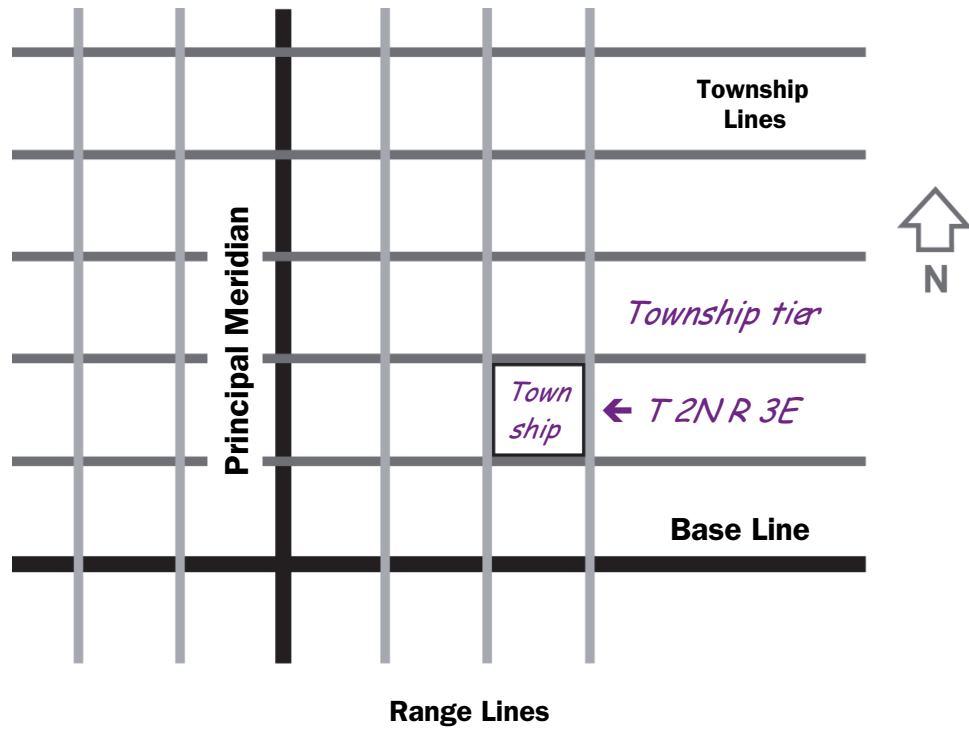 Township
Lines
Principal Meridian
N
Township tier
Town
ship
← T 2N R 3E
Base Line
Range Lines